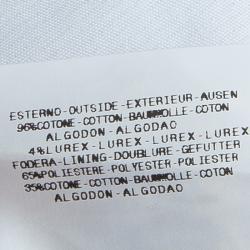 ESTERNO-OUTSIDE-EXTERIEUR-AUSEN
96%COTONE-COTTON-BAUMWOLLE-COTON
ALGODON-ALGODAO
4%LUREX-LUREX-LUREX-LUREX
FODERA-LINING-DOUBLURE-GEFUTTER
65%POLIESTERE-POLYESTER-POLIESTER
35%COTONE-COTTON-BAUMWOLLE-COTON
ALGODON-ALGODAO